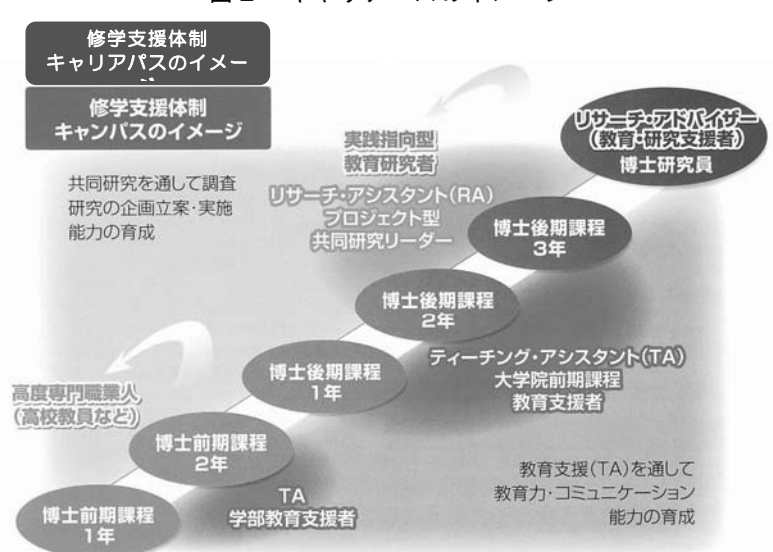 修学支援体制
キャリアパスのイメー
修学支援体制
キャンパスのイメージ
共同研究を通して調査
研究の企画立案・実施
能力の育成
実践指向型
教育研究者
リサーチ・アシスタント(RA)
プロジェクト型
共同研究リーダー
リサーチ・アドバイザー
(教育・研究支援者)
博士研究員
博士後期課程
3年
博士後期課程
2年
ティーチング・アシスタント(TA)
大学院前期課程
教育支援者
博士後期課程
1年
高度専門職業人
(高校教員など)
博士前期課程
2年
TA
学部教育支援者
教育支援(TA)を通して
教育力・コミュニケーション
能力の育成
博士前期課程
1年